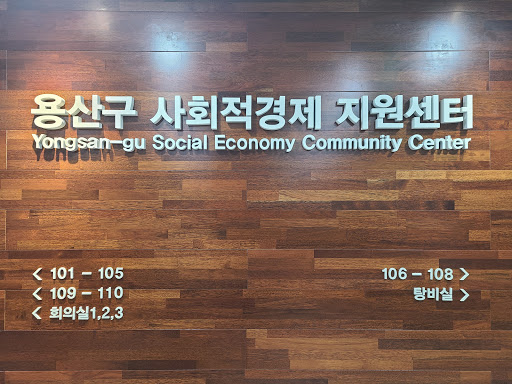 용산구 사회적경제 지원센터
Yongsan-gu Social Economy Community Center
< 101 - 105
< 109 - 110
< 회의실1,2,3
106 - 108 >
탕비실 >